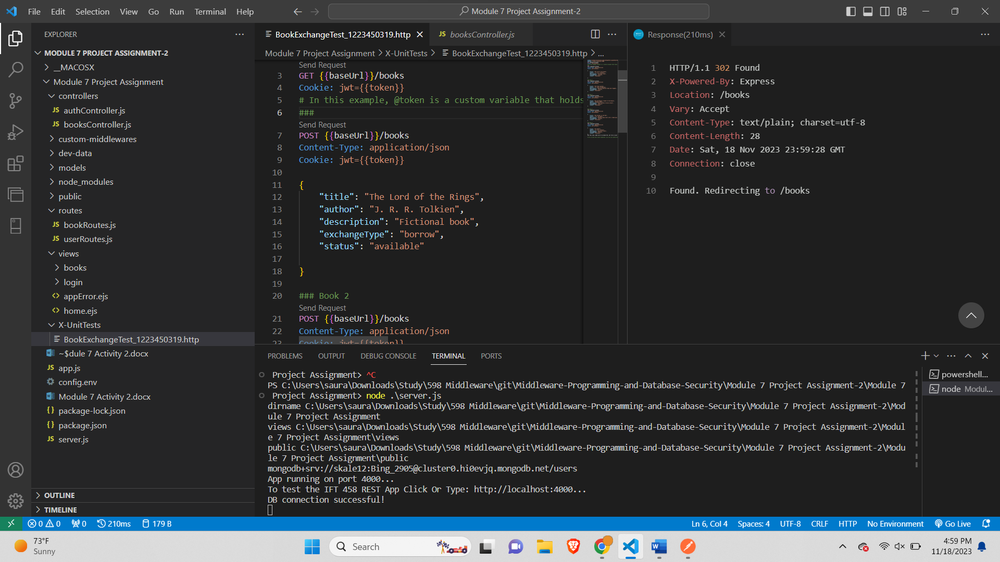 File Edit Selection View Go Run Terminal Help
Module 7 Project Assignment-2
EXPLORER
MODULE 7 PROJECT ASSIGNMENT-2
__MACOSX
Module 7 Project Assignment
controllers
JS authController.js
JS booksController.js
custom-middlewares
dev-data
models
node_modules
public
routes
JS bookRoutes.js
JS userRoutes.js
views
books
login
<> appError.ejs
<> home.ejs
X-UnitTests
BookExchangeTest_1223450319.http
~$dule 7 Activity 2.docx
JS app.js
config.env
Module 7 Activity 2.docx
{} package-lock.json
{} package.json
JS server.js
OUTLINE
TIMELINE
BookExchangeTest_1223450319.http
JS booksController.js
Module 7 Project Assignment > X-UnitTests > BookExchangeTest_1223450319.http > ...
Send Request
3 GET {{baseUrl}}/books
4 Cookie: jwt={{token}}
5 # In this example, @token is a custom variable that holds
6 ###
Send Request
7 POST {{baseUrl}}/books
8 Content-Type: application/json
9 Cookie: jwt={{token}}
10
11 {
12 "title": "The Lord of the Rings",
13 "author": "J. R. R. Tolkien",
14 "description": "Fictional book",
15 "exchangeType": "borrow",
16 "status": "available"
17
18 }
19
20 ### Book 2
Send Request
21 POST {{baseUrl}}/books
22 Content-Type: application/json
23 Cookie: jwt={{token}}
Response(210ms)
1 HTTP/1.1 302 Found
2 X-Powered-By: Express
3 Location: /books
4 Vary: Accept
5 Content-Type: text/plain; charset=utf-8
6 Content-Length: 28
7 Date: Sat, 18 Nov 2023 23:59:28 GMT
8 Connection: close
9
10 Found. Redirecting to /books
PROBLEMS OUTPUT DEBUG CONSOLE TERMINAL PORTS
Project Assignment> ^C
PS C:\Users\saura\Downloads\Study\598 Middleware\git\Middleware-Programming-and-Database-Security\Module 7 Project Assignment-2\Module 7
Project Assignment> node .\server.js
dirname C:\Users\saura\Downloads\Study\598 Middleware\git\Middleware-Programming-and-Database-Security\Module 7 Project Assignment-2\Mod
ule 7 Project Assignment
views C:\Users\saura\Downloads\Study\598 Middleware\git\Middleware-Programming-and-Database-Security\Module 7 Project Assignment-2\Modul
e 7 Project Assignment\views
public C:\Users\saura\Downloads\Study\598 Middleware\git\Middleware-Programming-and-Database-Security\Module 7 Project Assignment-2\Modu
le 7 Project Assignment\public
mongodb+srv://skale12:Bing_2905@cluster0.hi0evjq.mongodb.net/users
App running on port 4000...
To test the IFT 458 REST App Click Or Type: http://localhost:4000...
DB connection successful!
powershell...
node Modul...
0 0 0 210ms 179 B
Ln 6, Col 4 Spaces: 4 UTF-8 CRLF HTTP No Environment Go Live
73°F
Sunny
Search
4:59 PM
11/18/2023